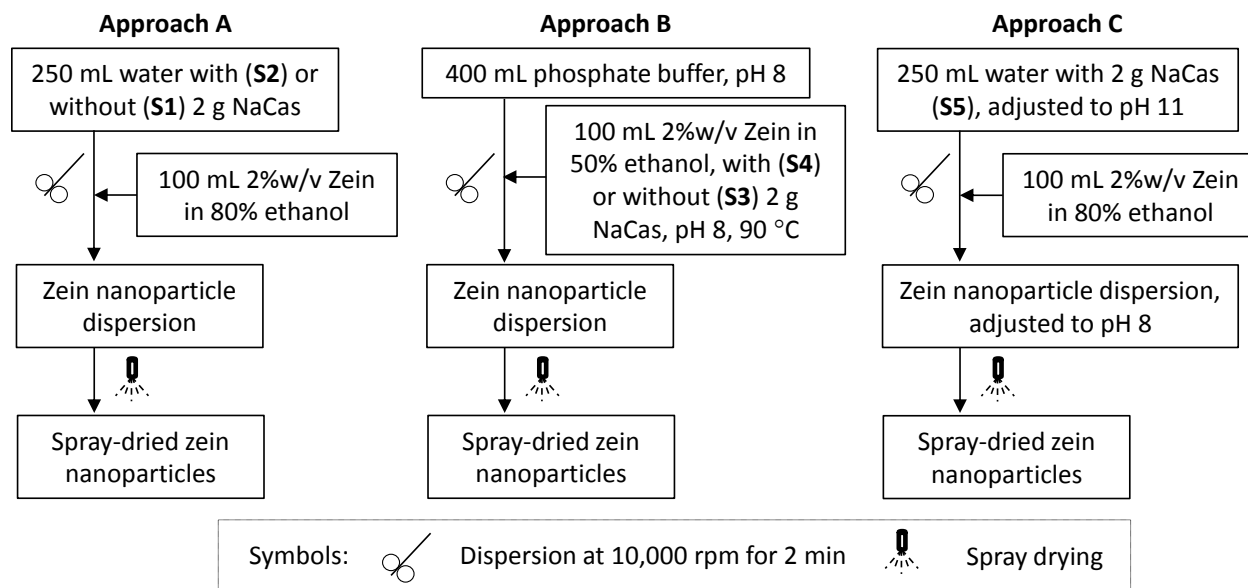 Approach A
250 mL water with (S2) or
without (S1) 2 g NaCas
100 mL 2%w/v Zein
in 80% ethanol
Zein nanoparticle
dispersion
Spray-dried zein
nanoparticles
Approach B
400 mL phosphate buffer, pH 8
100 mL 2%w/v Zein in
50% ethanol, with (S4)
or without (S3) 2 g
NaCas, pH 8, 90 °C
Zein nanoparticle
dispersion
Spray-dried zein
nanoparticles
Approach C
250 mL water with 2 g NaCas
(S5), adjusted to pH 11
100 mL 2%w/v Zein
in 80% ethanol
Zein nanoparticle dispersion,
adjusted to pH 8
Spray-dried zein
nanoparticles
Symbols: Dispersion at 10,000 rpm for 2 min Spray drying